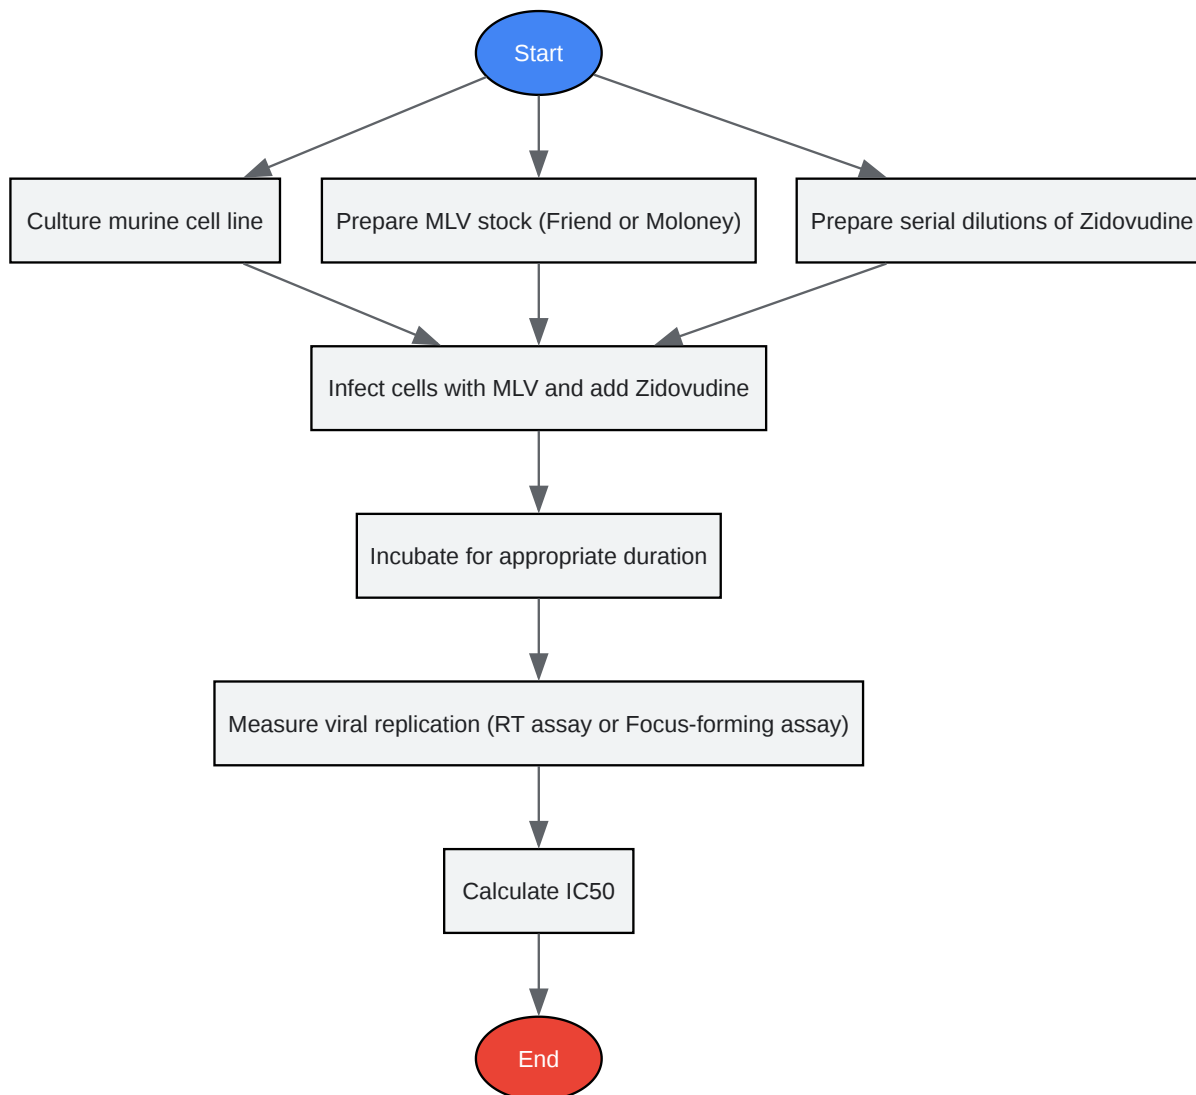 Start
Culture murine cell line
Prepare MLV stock (Friend or Moloney)
Prepare serial dilutions of Zidovudine
Infect cells with MLV and add Zidovudine
Incubate for appropriate duration
Measure viral replication (RT assay or Focus-forming assay)
Calculate IC50
End